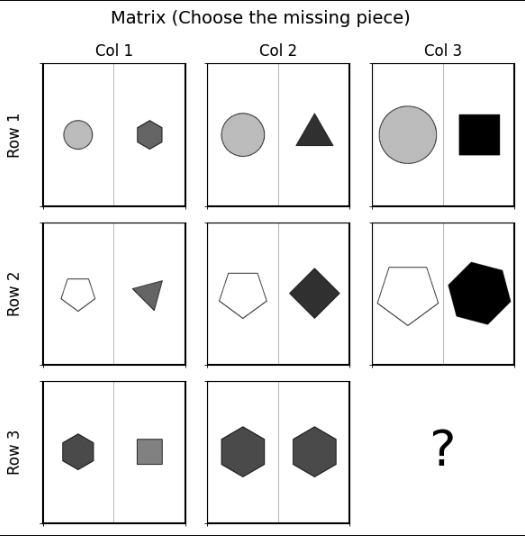 Matrix (Choose the missing piece)
Col 1 Col 2 Col 3
Row 1
Row 2
Row 3
?